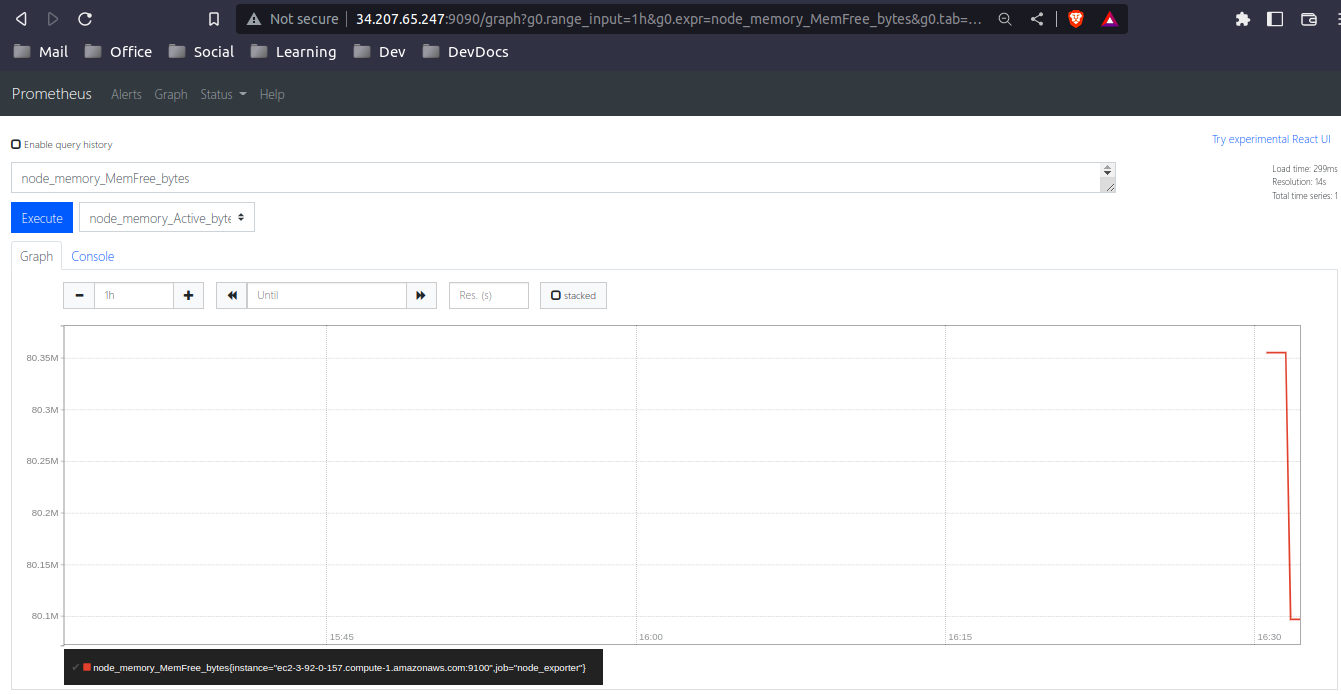 Not secure 34.207.65.247:9090/graph?g0.range_input=1h&g0.expr=node_memory_MemFree_bytes&g0.tab=...
Mail Office Social Learning Dev DevDocs
Prometheus Alerts Graph Status Help
Try experimental React UI
Enable query history
Load time: 299ms
Resolution: 14s
Total time series: 1
node_memory_MemFree_bytes
Execute node_memory_Active_byte
Graph Console
− 1h + Until Res. (s) stacked
80.35M
80.3M
80.25M
80.2M
80.15M
80.1M
15:45 16:00 16:15 16:30
node_memory_MemFree_bytes{instance="ec2-3-92-0-157.compute-1.amazonaws.com:9100",job="node_exporter"}